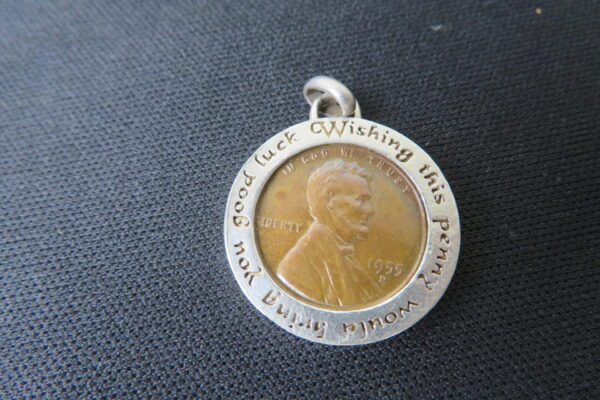 Wishing this penny would bring you good luck
IN GOD WE TRUST
LIBERTY
1955
D